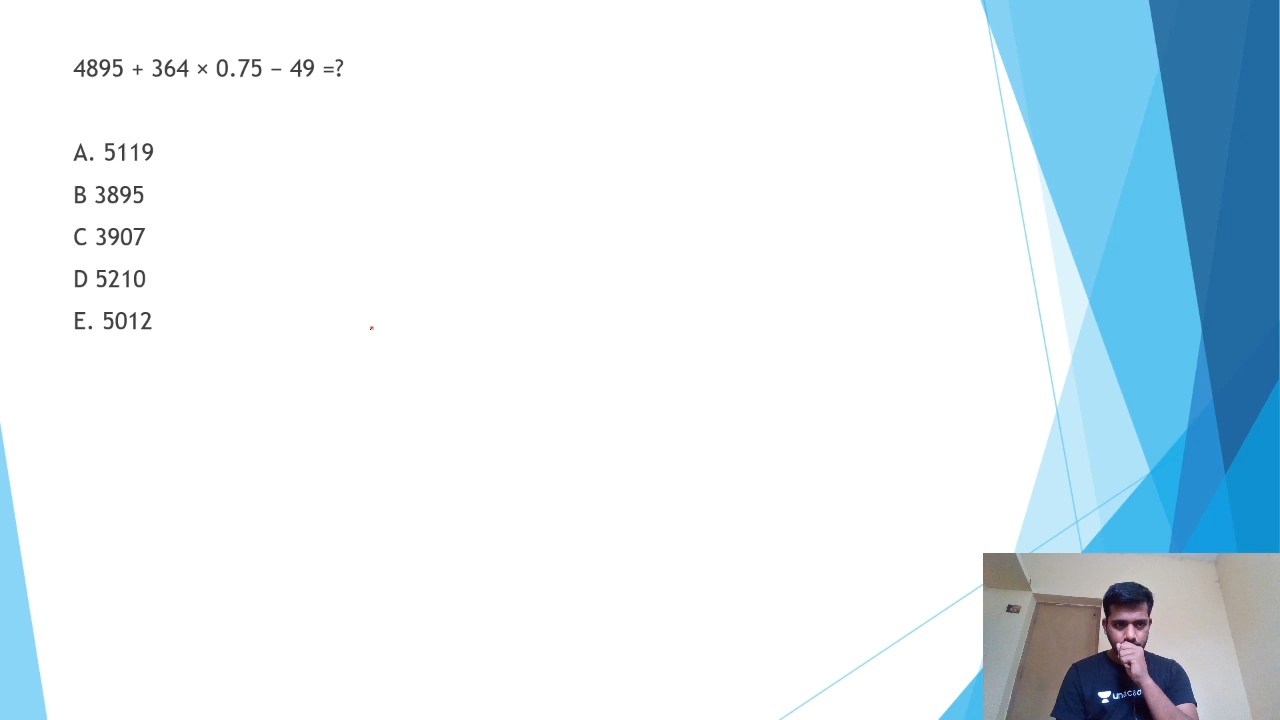 4895 + 364 × 0.75 – 49 =?
A. 5119
B 3895
C 3907
D 5210
E. 5012